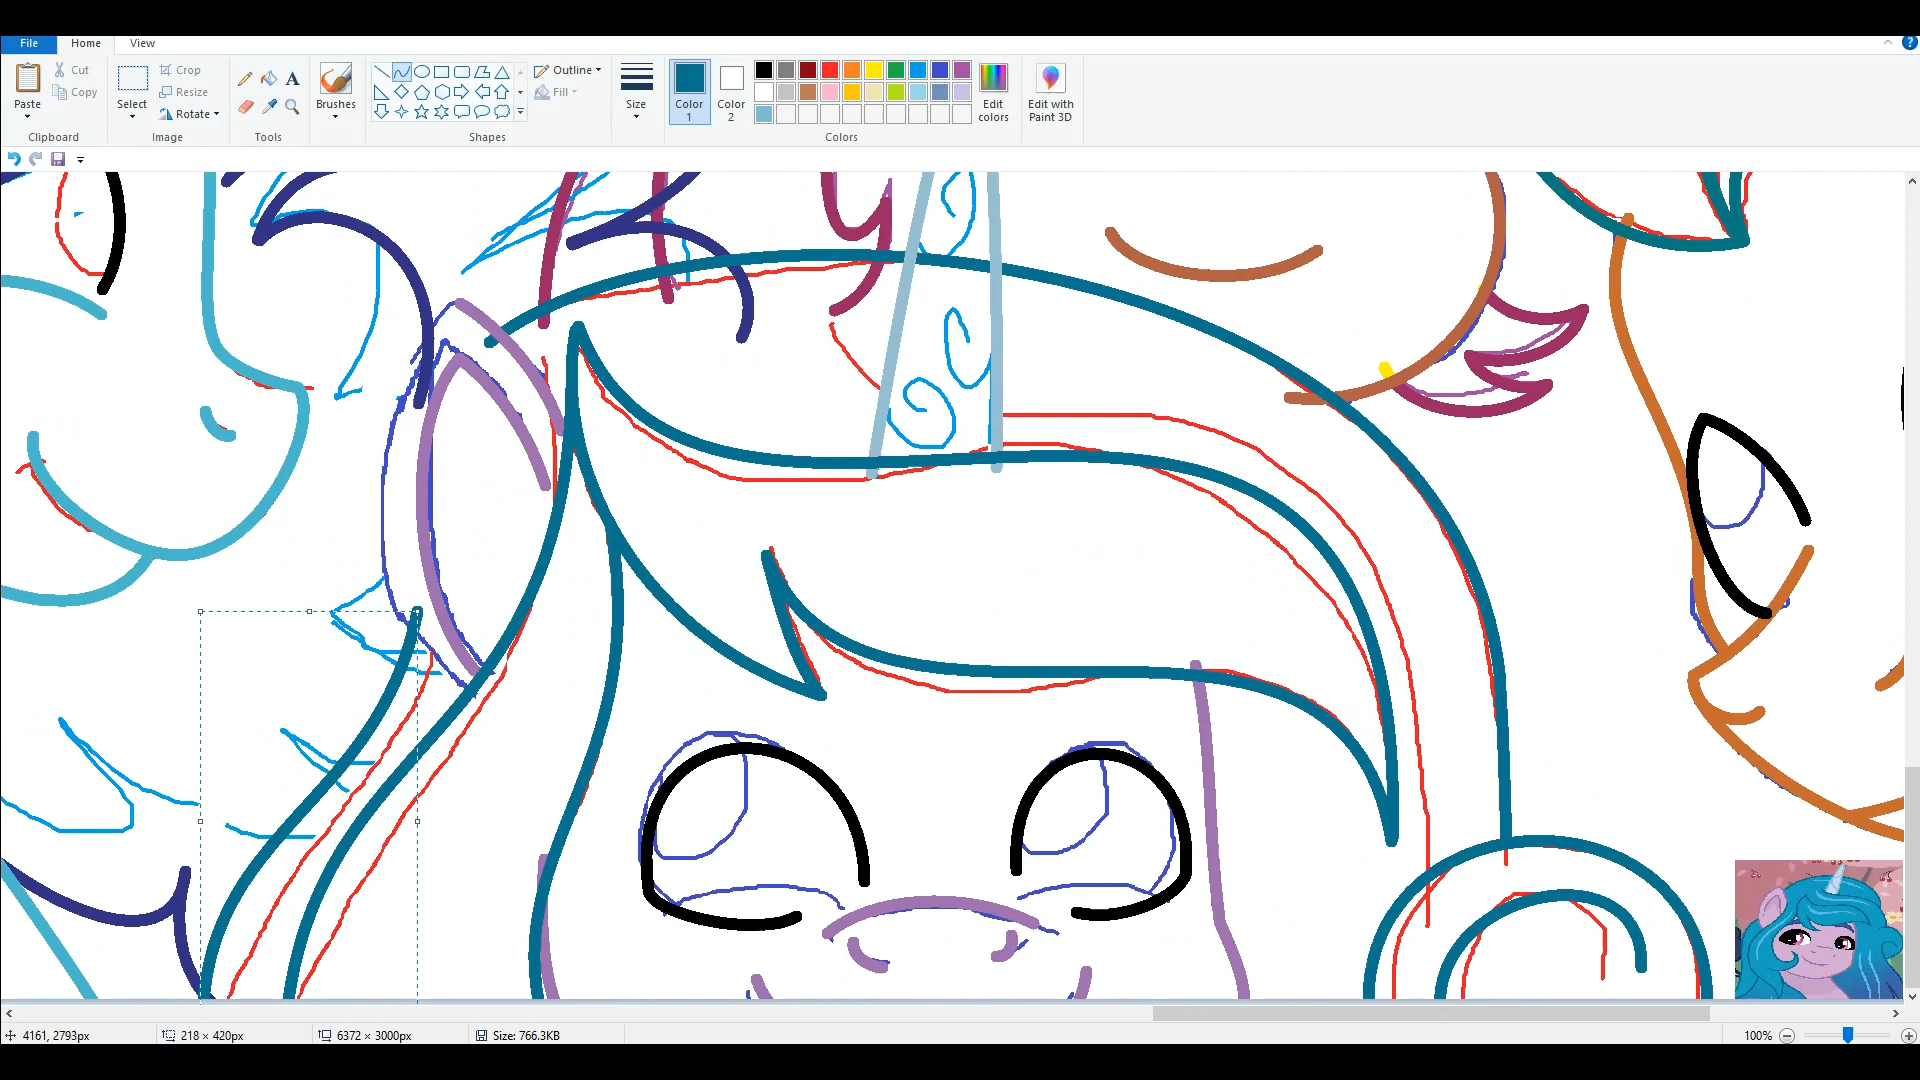 File Home View
Cut
Copy
Paste
Clipboard
Crop
Resize
Rotate
Select
Image
A
Tools
Brushes
Shapes
Outline
Fill
Size
Color 1
Color 2
Edit colors
Colors
Edit with Paint 3D
?
4161, 2793px
218 × 420px
6372 × 3000px
Size: 766.3KB
100%